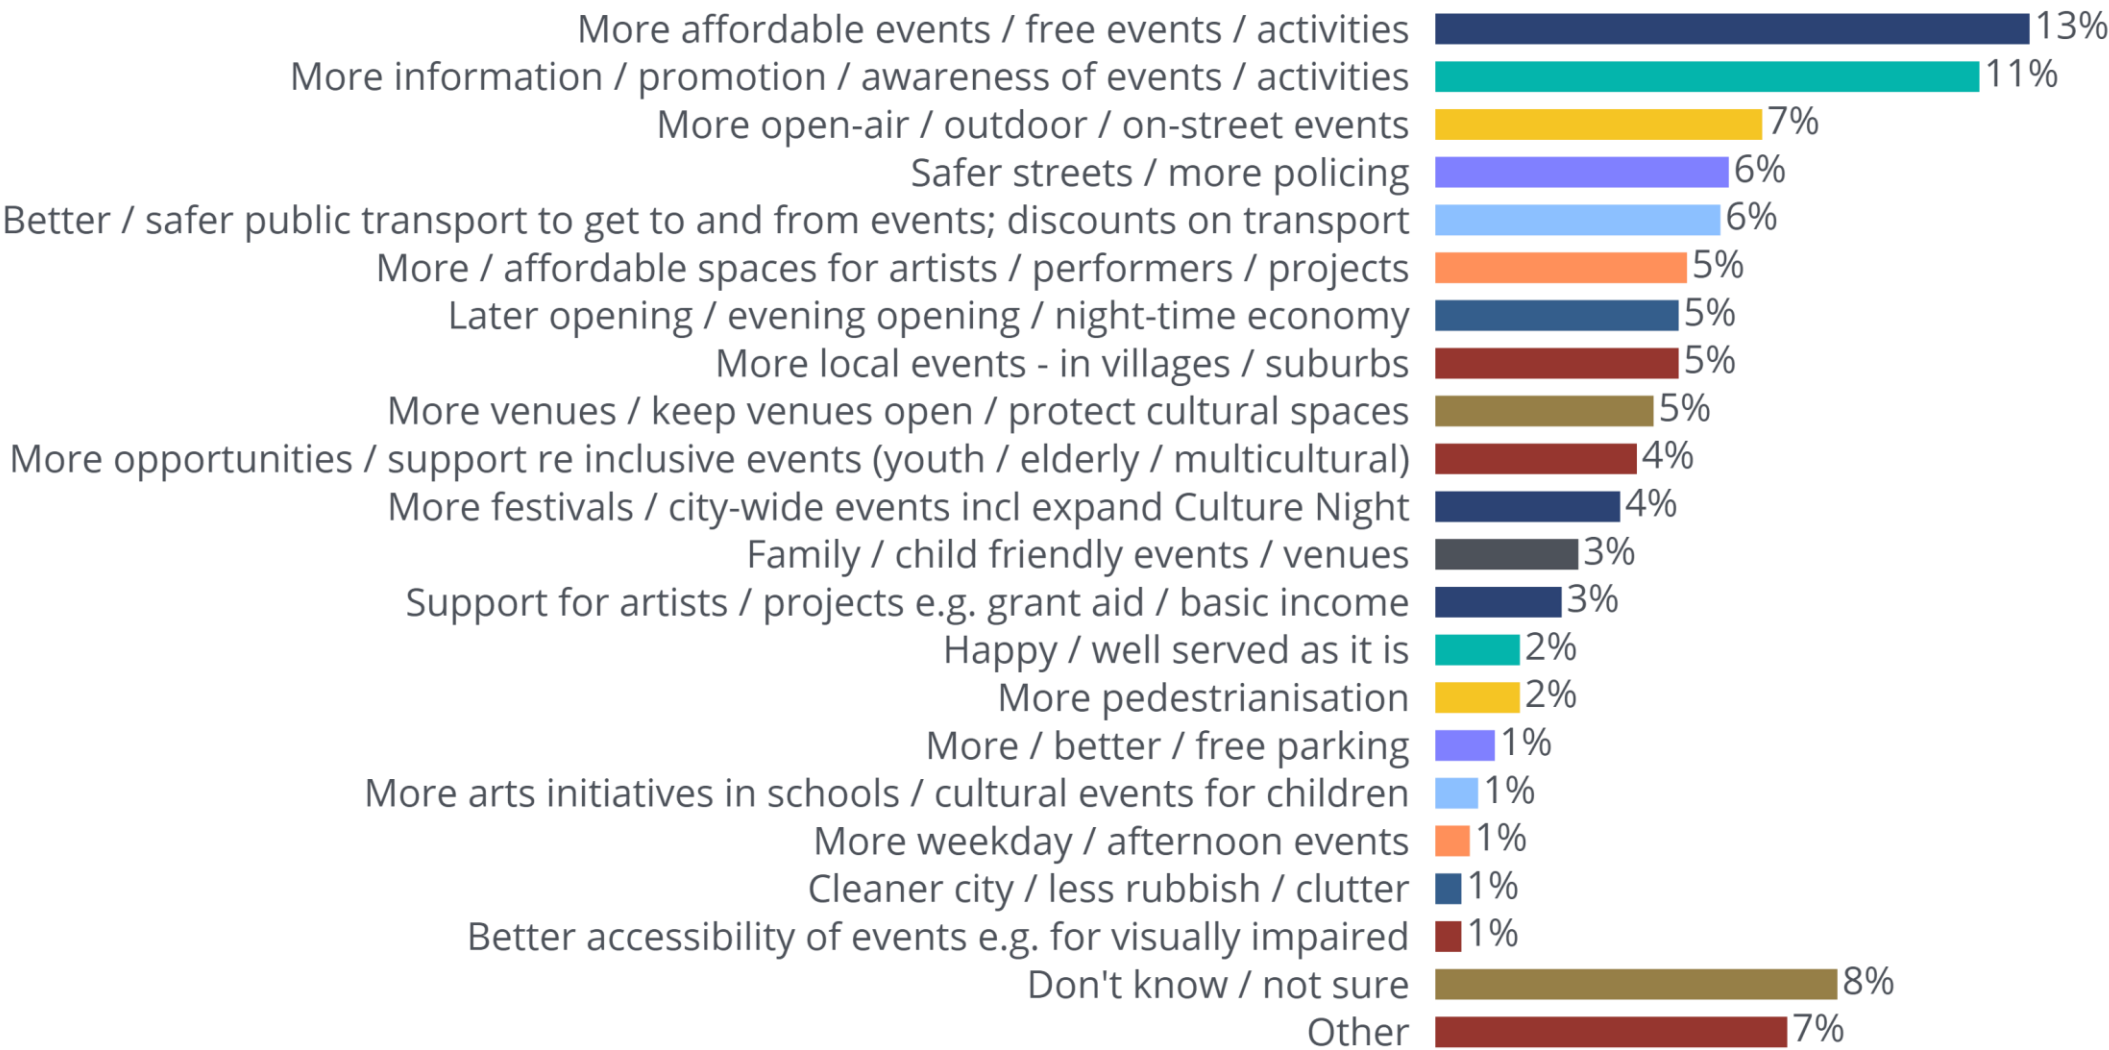 More affordable events / free events / activities 13%
More information / promotion / awareness of events / activities 11%
More open-air / outdoor / on-street events 7%
Safer streets / more policing 6%
Better / safer public transport to get to and from events; discounts on transport 6%
More / affordable spaces for artists / performers / projects 5%
Later opening / evening opening / night-time economy 5%
More local events - in villages / suburbs 5%
More venues / keep venues open / protect cultural spaces 5%
More opportunities / support re inclusive events (youth / elderly / multicultural) 4%
More festivals / city-wide events incl expand Culture Night 4%
Family / child friendly events / venues 3%
Support for artists / projects e.g. grant aid / basic income 3%
Happy / well served as it is 2%
More pedestrianisation 2%
More / better / free parking 1%
More arts initiatives in schools / cultural events for children 1%
More weekday / afternoon events 1%
Cleaner city / less rubbish / clutter 1%
Better accessibility of events e.g. for visually impaired 1%
Don't know / not sure 8%
Other 7%